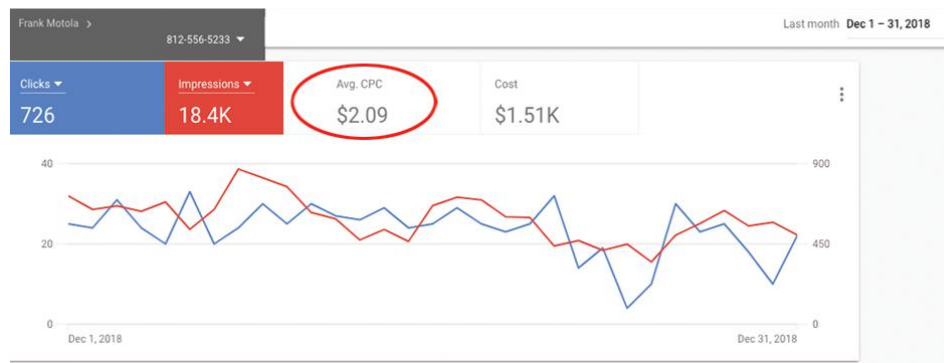 Frank Motola >
812-556-5233
Last month Dec 1 – 31, 2018
Clicks Impressions Avg. CPC Cost
726 18.4K $2.09 $1.51K
40 900
20 450
0 0
Dec 1, 2018 Dec 31, 2018